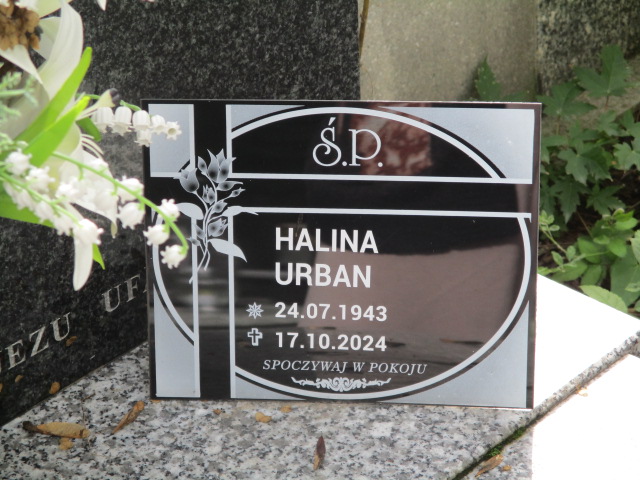 Ś.P.
HALINA
URBAN
24.07.1943
17.10.2024
SPOCZYWAJ W POKOJU